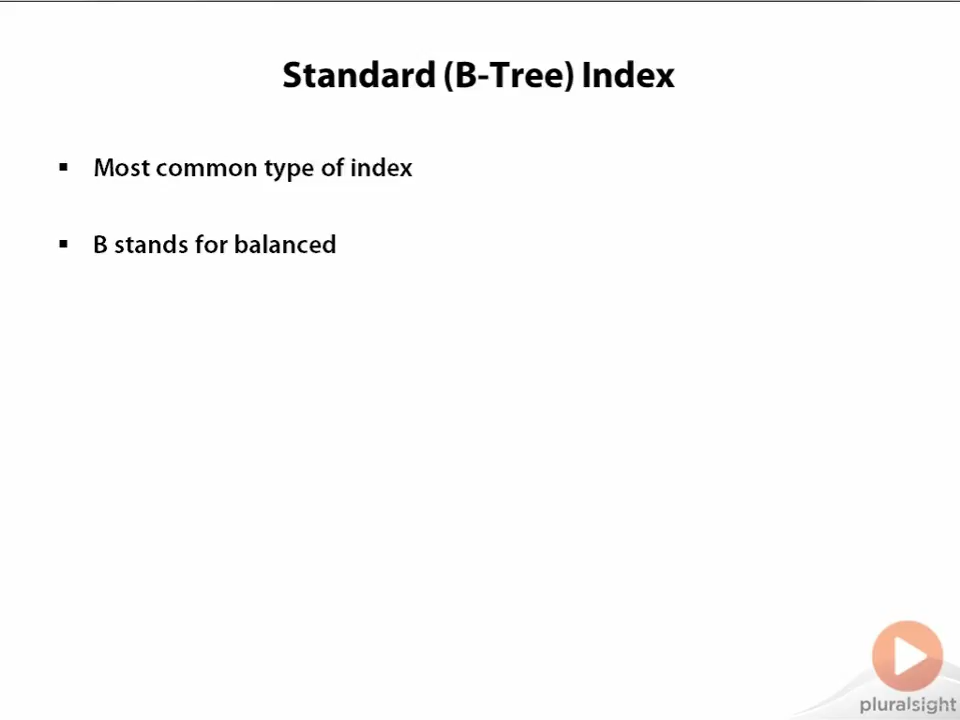 Standard (B-Tree) Index
▪ Most common type of index
▪ B stands for balanced
pluralsight